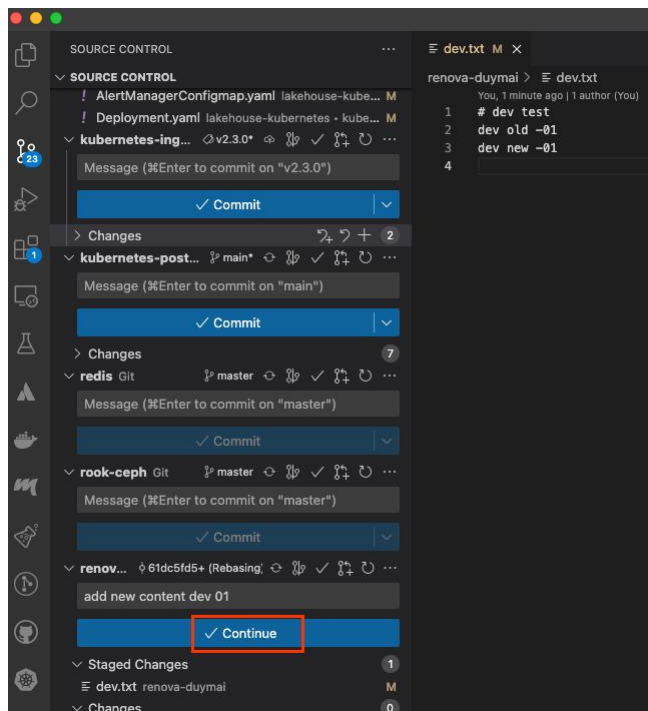 SOURCE CONTROL
SOURCE CONTROL
! AlertManagerConfigmap.yaml lakehouse-kube... M
! Deployment.yaml lakehouse-kubernetes • kube... M
kubernetes-ing... v2.3.0*
Message (⌘Enter to commit on "v2.3.0")
Commit
Changes 2
kubernetes-post... main*
Message (⌘Enter to commit on "main")
Commit
Changes 7
redis Git master
Message (⌘Enter to commit on "master")
Commit
rook-ceph Git master
Message (⌘Enter to commit on "master")
Commit
renov... 61dc5fd5+ (Rebasing)
add new content dev 01
Continue
Staged Changes 1
dev.txt renova-duymai M
Changes 0
23
1
dev.txt M
renova-duymai > dev.txt
You, 1 minute ago | 1 author (You)
1 # dev test
2 dev old -01
3 dev new -01
4